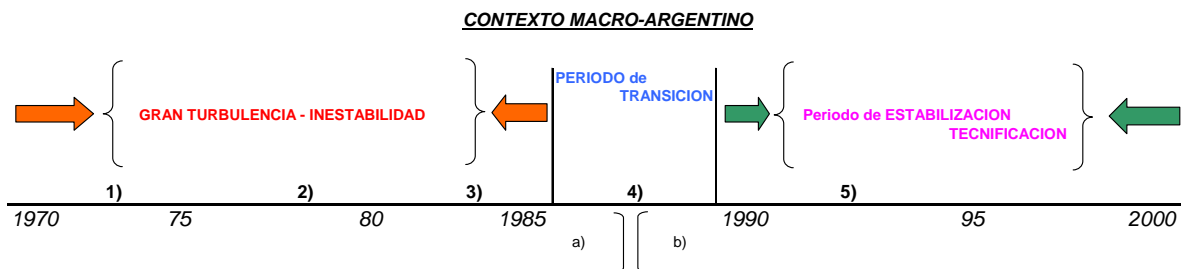 CONTEXTO MACRO-ARGENTINO
PERIODO de
TRANSICION
GRAN TURBULENCIA - INESTABILIDAD
Periodo de ESTABILIZACION
TECNIFICACION
1) 2) 3) 4) 5)
1970 75 80 1985 1990 95 2000
a) b)